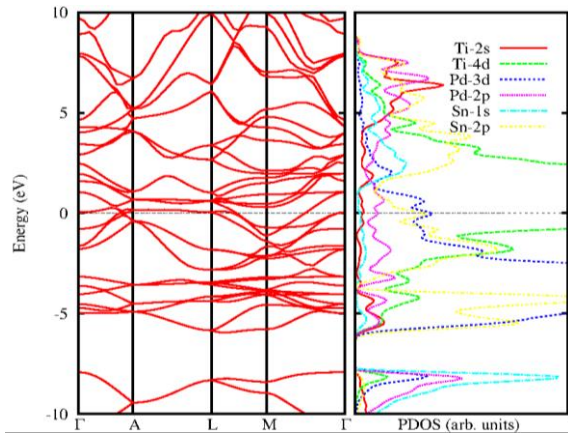 10
5
0
-5
-10
Energy (eV)
Γ A L M Γ
Ti-2s
Ti-4d
Pd-3d
Pd-2p
Sn-1s
Sn-2p
PDOS (arb. units)